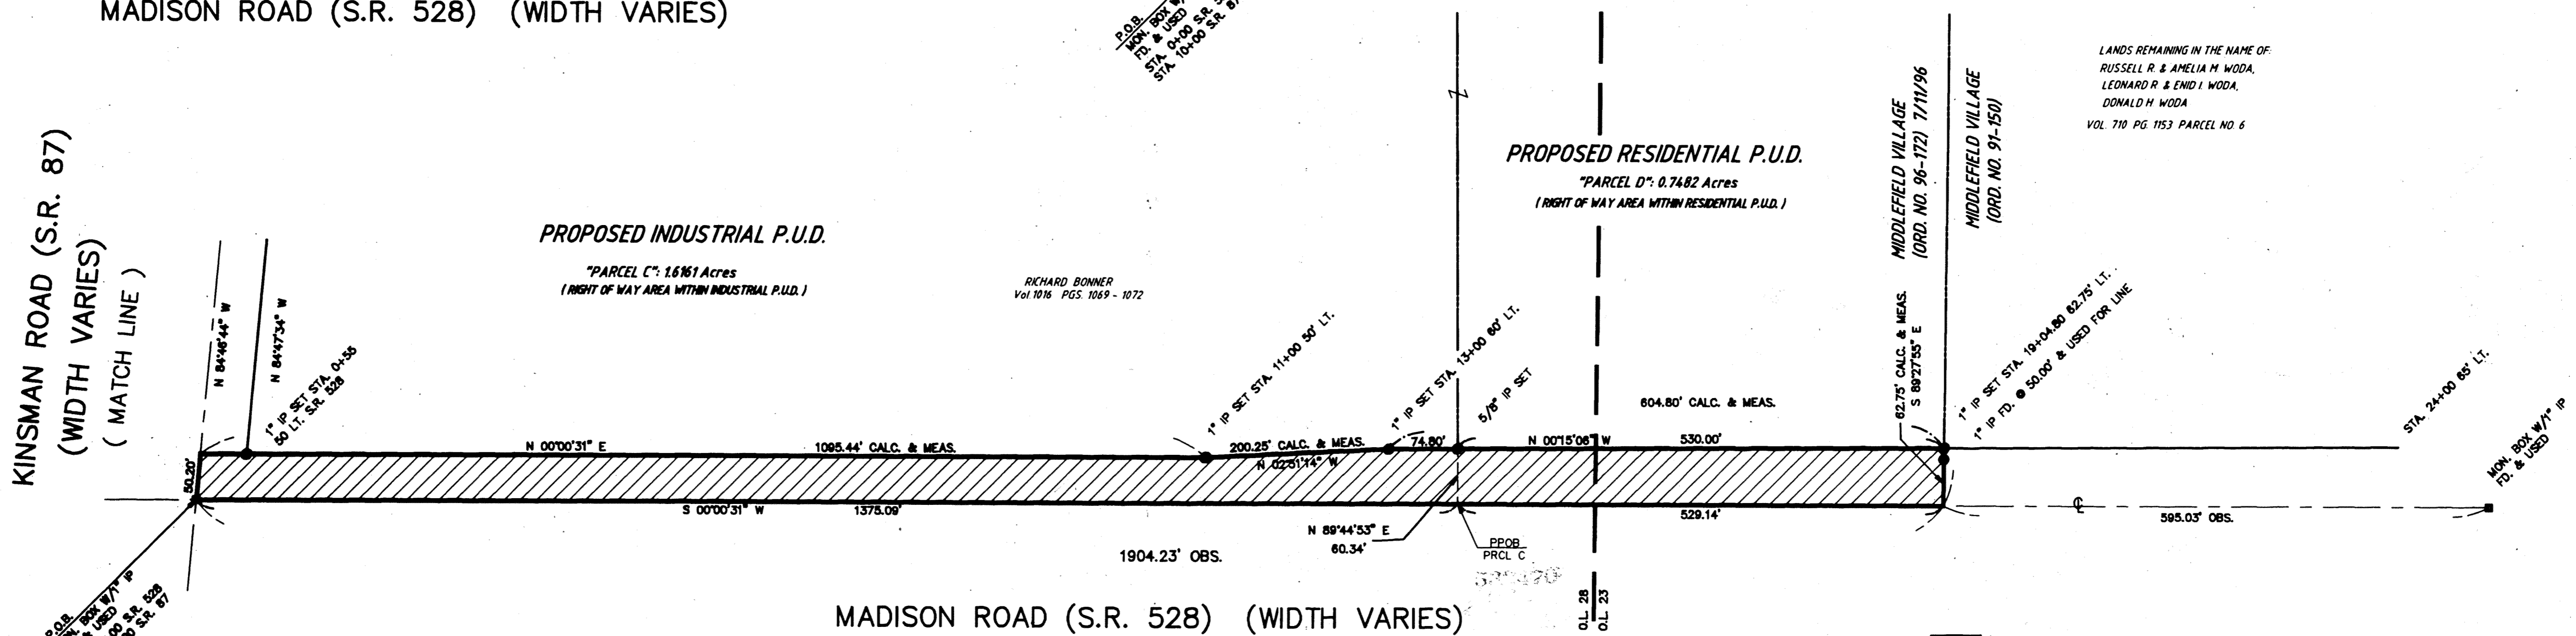 MADISON ROAD (S.R. 528) (WIDTH VARIES)
P.O.B.
FD. & USED
KINSMAN ROAD (S.R. 87)
(WIDTH VARIES)
( MATCH LINE )
N 84°46'44" W
N 84°47'34" W
1" IP SET STA. 0+55
50 LT. S.R. 528
50.20'
PROPOSED INDUSTRIAL P.U.D.
"PARCEL C": 1.6161 Acres
( RIGHT OF WAY AREA WITHIN INDUSTRIAL P.U.D. )
RICHARD BONNER
Vol 1016 PGS. 1069 - 1072
PROPOSED RESIDENTIAL P.U.D.
"PARCEL D": 0.7482 Acres
( RIGHT OF WAY AREA WITHIN RESIDENTIAL P.U.D. )
MIDDLEFIELD VILLAGE
(ORD. NO. 96-172) 7/11/96
MIDDLEFIELD VILLAGE
(ORD. NO. 91-150)
LANDS REMAINING IN THE NAME OF:
RUSSELL R. & AMELIA M. WODA,
LEONARD R. & ENID I. WODA,
DONALD H. WODA
VOL. 710 PG. 1153 PARCEL NO. 6
1" IP SET STA. 11+00 50' LT.
1" IP SET STA. 13+00 60' LT.
5/8" IP SET
604.80' CALC. & MEAS.
62.75' CALC. & MEAS.
S 89°27'55" E
1" IP SET STA. 19+04.80 62.75' LT.
1" IP FD. @ 50.00' & USED FOR LINE
STA. 24+00 65' LT.
MON. BOX W/1" IP
FD. & USED
N 00°00'31" E
1095.44' CALC. & MEAS.
200.25' CALC. & MEAS.
N 02°51'14" W
74.80'
N 00°15'06" W
530.00'
S 00°00'31" W
1375.09'
529.14'
℄
595.03' OBS.
N 89°44'53" E
60.34'
PPOB
PRCL C
1904.23' OBS.
O.L. 28
O.L. 23
P.O.B.
MADISON ROAD (S.R. 528) (WIDTH VARIES)